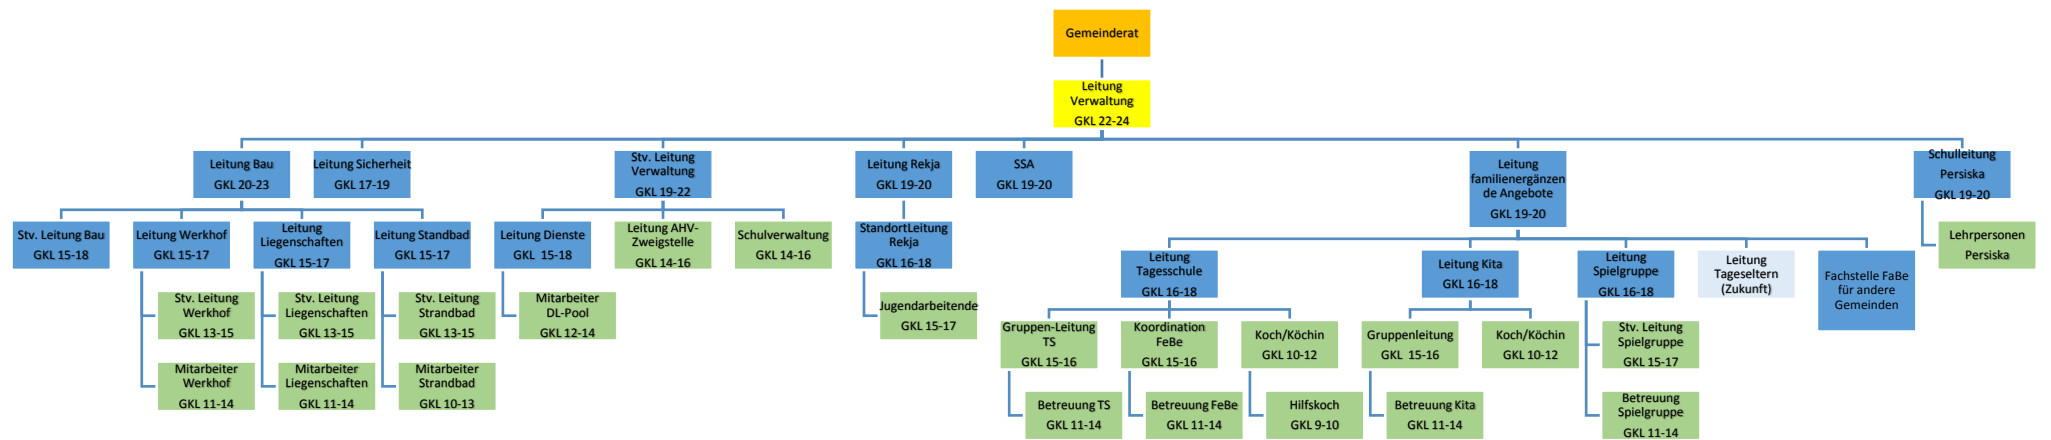 Gemeinderat
Leitung
Verwaltung
GKL 22-24
Leitung Bau
GKL 20-23
Leitung Sicherheit
GKL 17-19
Stv. Leitung
Verwaltung
GKL 19-22
Leitung Rekja
GKL 19-20
SSA
GKL 19-20
Leitung
familienergänzen
de Angebote
GKL 19-20
Schulleitung
Persiska
GKL 19-20
Stv. Leitung Bau
GKL 15-18
Leitung Werkhof
GKL 15-17
Leitung
Liegenschaften
GKL 15-17
Leitung Standbad
GKL 15-17
Leitung Dienste
GKL 15-18
Leitung AHV-
Zweigstelle
GKL 14-16
Schulverwaltung
GKL 14-16
StandortLeitung
Rekja
GKL 16-18
Lehrpersonen
Persiska
Leitung
Tagesschule
GKL 16-18
Leitung Kita
GKL 16-18
Leitung
Spielgruppe
GKL 16-18
Leitung
Tageseltern
(Zukunft)
Fachstelle FaBe
für andere
Gemeinden
Stv. Leitung
Werkhof
GKL 13-15
Stv. Leitung
Liegenschaften
GKL 13-15
Stv. Leitung
Strandbad
GKL 13-15
Mitarbeiter
DL-Pool
GKL 12-14
Jugendarbeitende
GKL 15-17
Gruppen-Leitung
TS
GKL 15-16
Koordination
FeBe
GKL 15-16
Koch/Köchin
GKL 10-12
Gruppenleitung
GKL 15-16
Koch/Köchin
GKL 10-12
Stv. Leitung
Spielgruppe
GKL 15-17
Mitarbeiter
Werkhof
GKL 11-14
Mitarbeiter
Liegenschaften
GKL 11-14
Mitarbeiter
Strandbad
GKL 10-13
Betreuung TS
GKL 11-14
Betreuung FeBe
GKL 11-14
Hilfskoch
GKL 9-10
Betreuung Kita
GKL 11-14
Betreuung
Spielgruppe
GKL 11-14